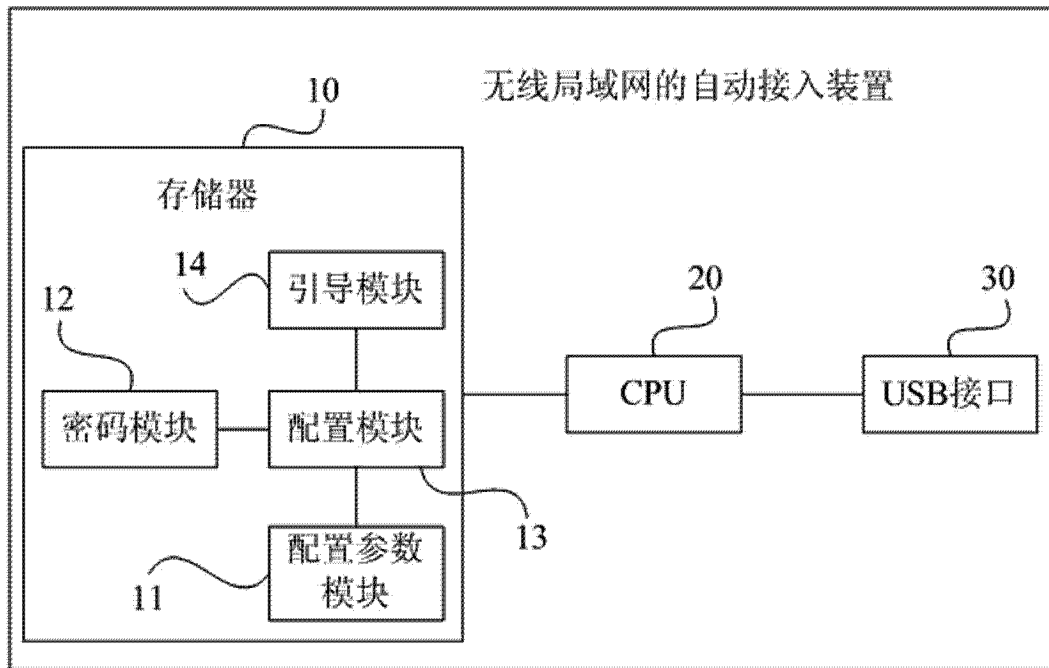 无线局域网的自动接入装置
10
存储器
14
引导模块
12
20
30
密码模块
配置模块
CPU
USB接口
13
配置参数
模块
11